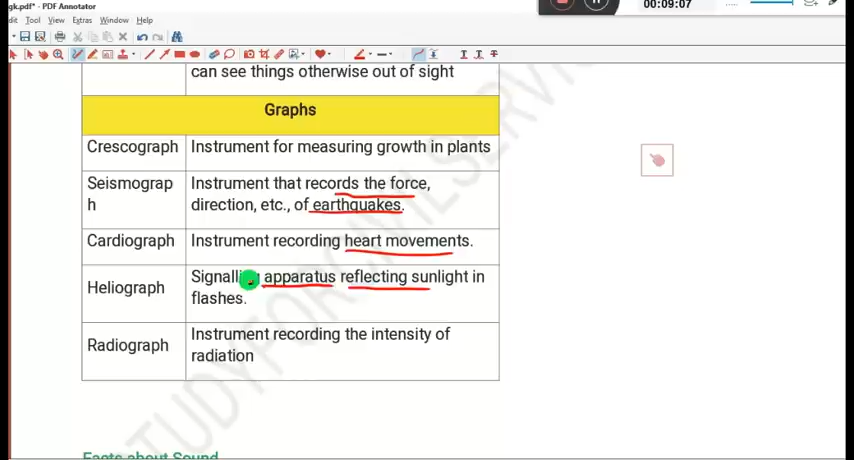 gk.pdf* - PDF Annotator
00:09:07
dit Tool View Extras Window Help
can see things otherwise out of sight
Graphs
Crescograph Instrument for measuring growth in plants
Seismograp
h
Instrument that records the force,
direction, etc., of earthquakes.
Cardiograph Instrument recording heart movements.
Heliograph
apparatus reflecting sunlight in
flashes.
Radiograph
Instrument recording the intensity of
radiation
Facts about Sound
STUDYFORCIVILSERVICES